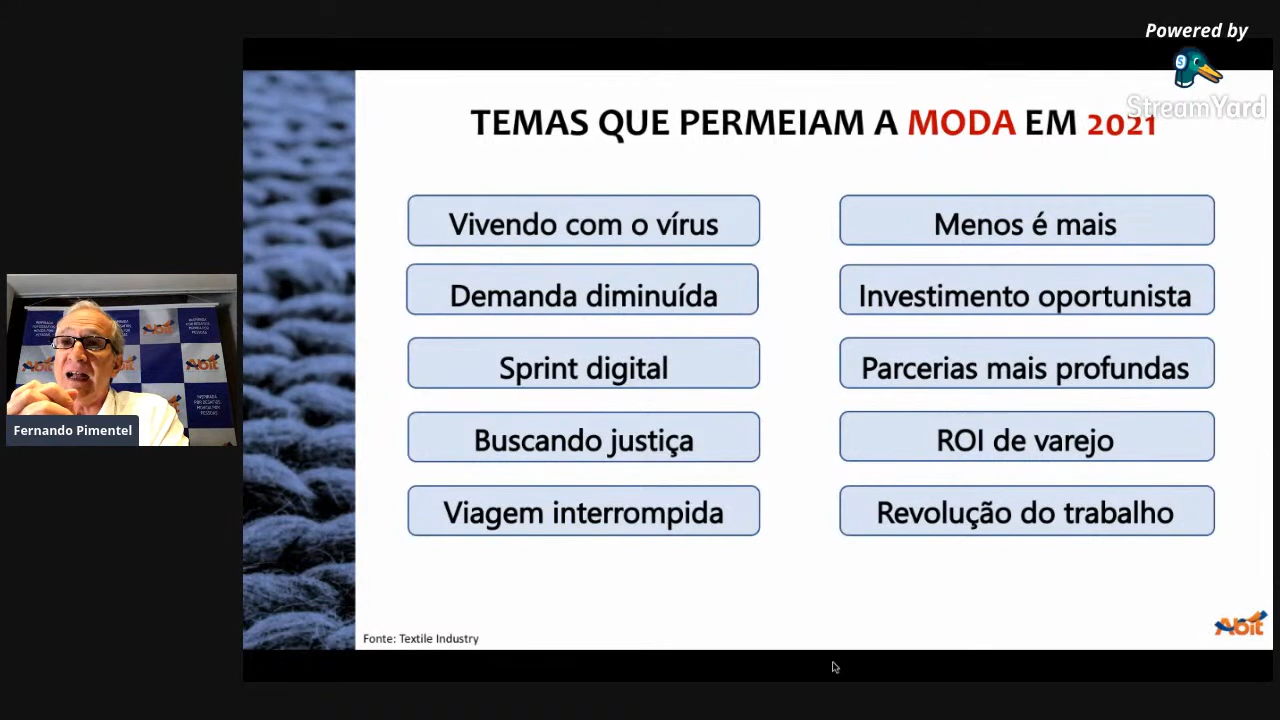 Powered by
StreamYard
TEMAS QUE PERMEIAM A MODA EM 2021
Vivendo com o vírus
Demanda diminuída
Sprint digital
Buscando justiça
Viagem interrompida
Menos é mais
Investimento oportunista
Parcerias mais profundas
ROI de varejo
Revolução do trabalho
Fonte: Textile Industry
Abit
Abit
Fernando Pimentel